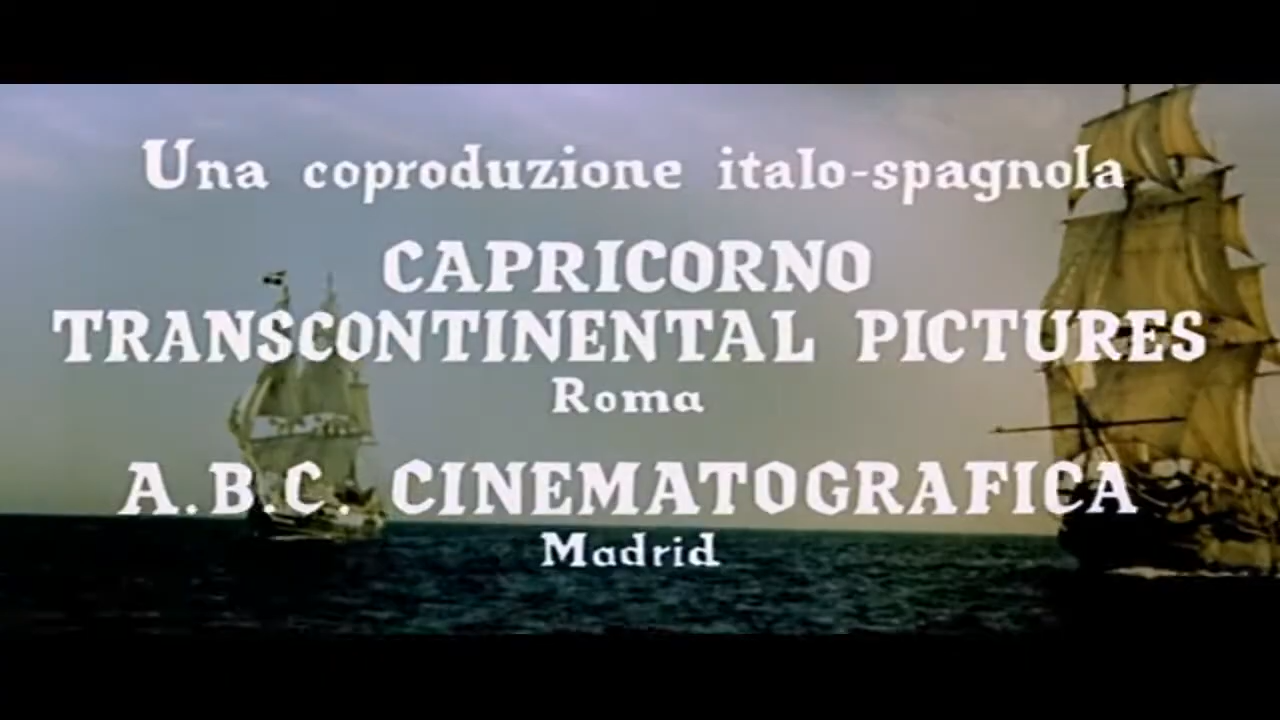 Una coproduzione italo-spagnola
CAPRICORNO
TRANSCONTINENTAL PICTURES
Roma
A.B.C. CINEMATOGRAFICA
Madrid